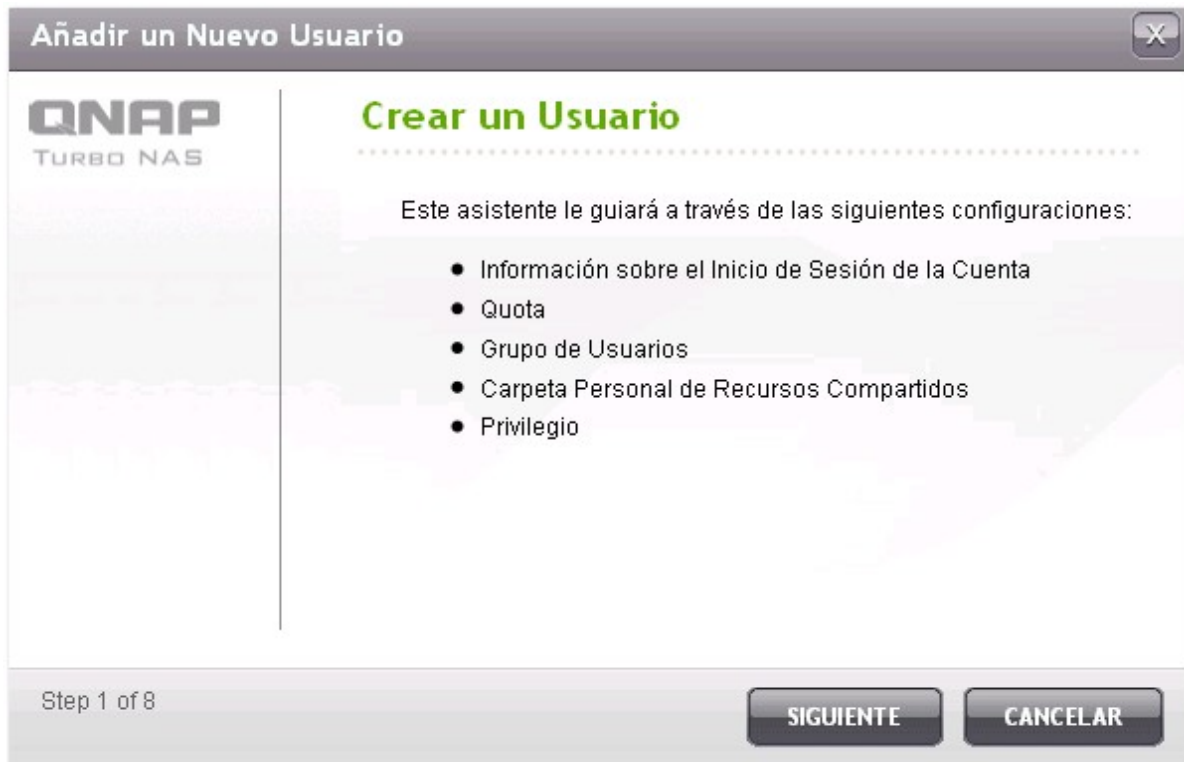 Añadir un Nuevo Usuario
X
QNAP
TURBO NAS
Crear un Usuario
Este asistente le guiará a través de las siguientes configuraciones:
● Información sobre el Inicio de Sesión de la Cuenta
● Quota
● Grupo de Usuarios
● Carpeta Personal de Recursos Compartidos
● Privilegio
Step 1 of 8
SIGUIENTE
CANCELAR